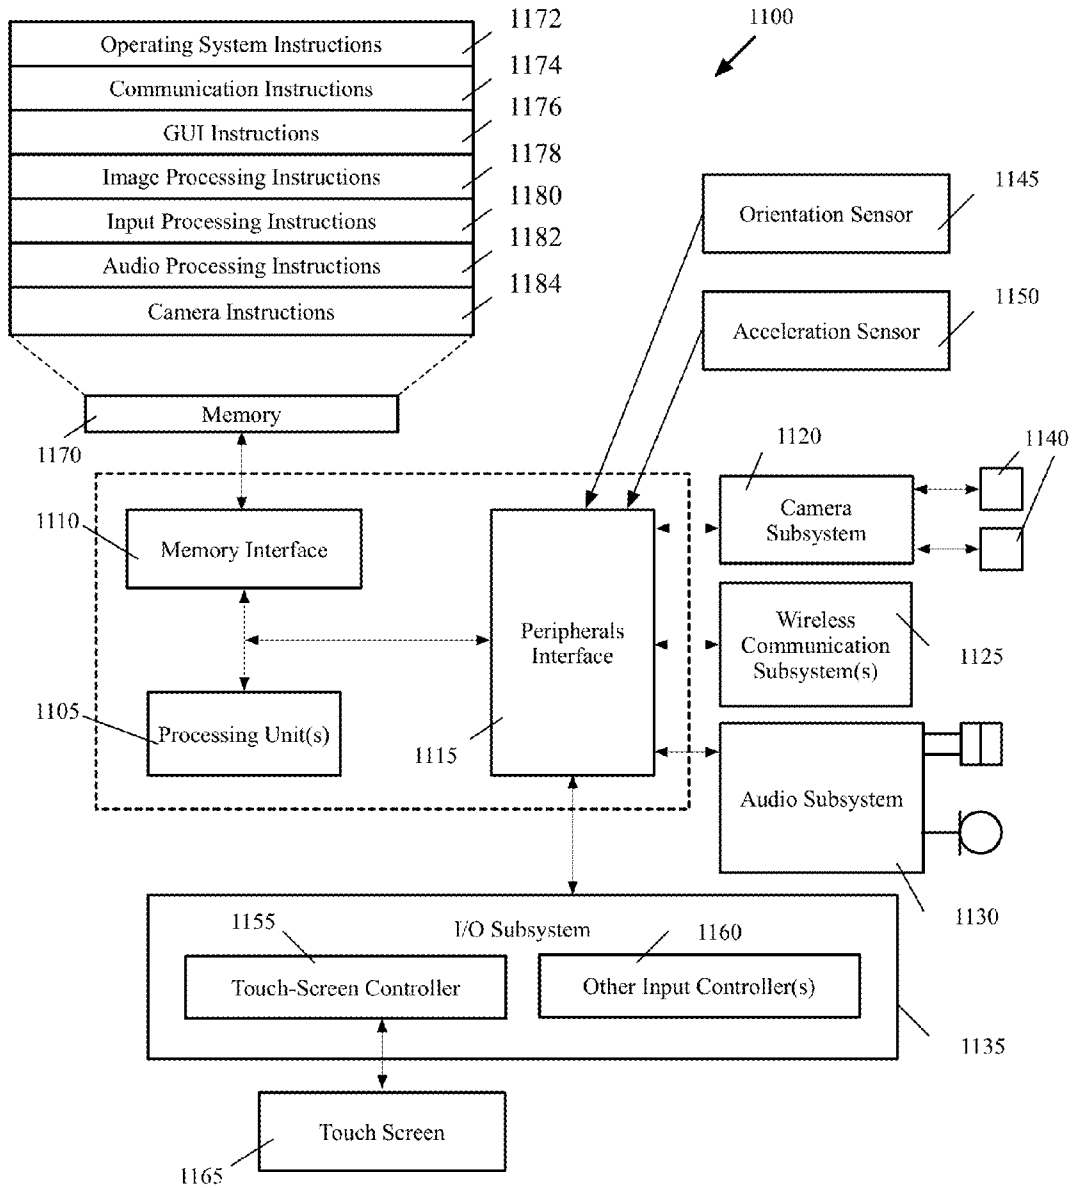 1100
Operating System Instructions
1172
Communication Instructions
1174
GUI Instructions
1176
Image Processing Instructions
1178
Input Processing Instructions
1180
Audio Processing Instructions
1182
Camera Instructions
1184
Orientation Sensor
1145
Acceleration Sensor
1150
Memory
1170
1110
Memory Interface
1105
Processing Unit(s)
Peripherals
Interface
1115
1120
Camera
Subsystem
1140
Wireless
Communication
Subsystem(s)
1125
Audio Subsystem
1130
I/O Subsystem
1155
Touch-Screen Controller
1160
Other Input Controller(s)
1135
Touch Screen
1165